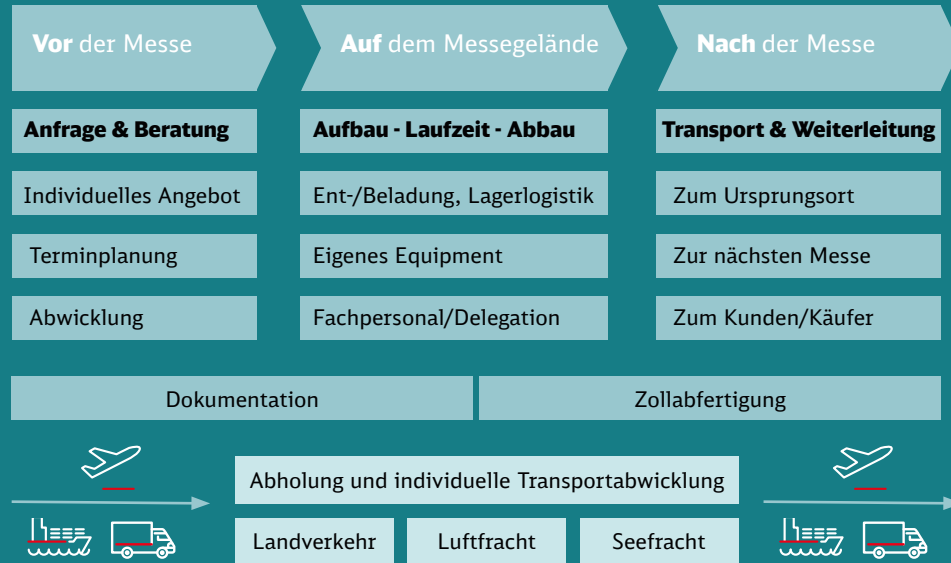 Vor der Messe
Auf dem Messegelände
Nach der Messe
Anfrage & Beratung
Aufbau - Laufzeit - Abbau
Transport & Weiterleitung
Individuelles Angebot
Ent-/Beladung, Lagerlogistik
Zum Ursprungsort
Terminplanung
Eigenes Equipment
Zur nächsten Messe
Abwicklung
Fachpersonal/Delegation
Zum Kunden/Käufer
Dokumentation
Zollabfertigung
Abholung und individuelle Transportabwicklung
Landverkehr
Luftfracht
Seefracht